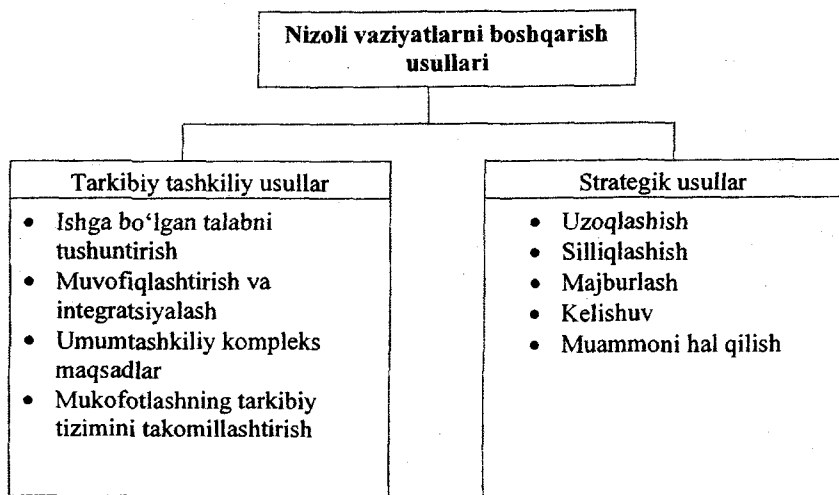 Nizoli vaziyatlarni boshqarish
usullari
Tarkibiy tashkiliy usullar
• Ishga bo‘lgan talabni
tushuntirish
• Muvofiqlashtirish va
integratsiyalash
• Umumtashkiliy kompleks
maqsadlar
• Mukofotlashning tarkibiy
tizimini takomillashtirish
Strategik usullar
• Uzoqlashish
• Silliqlashish
• Majburlash
• Kelishuv
• Muammoni hal qilish